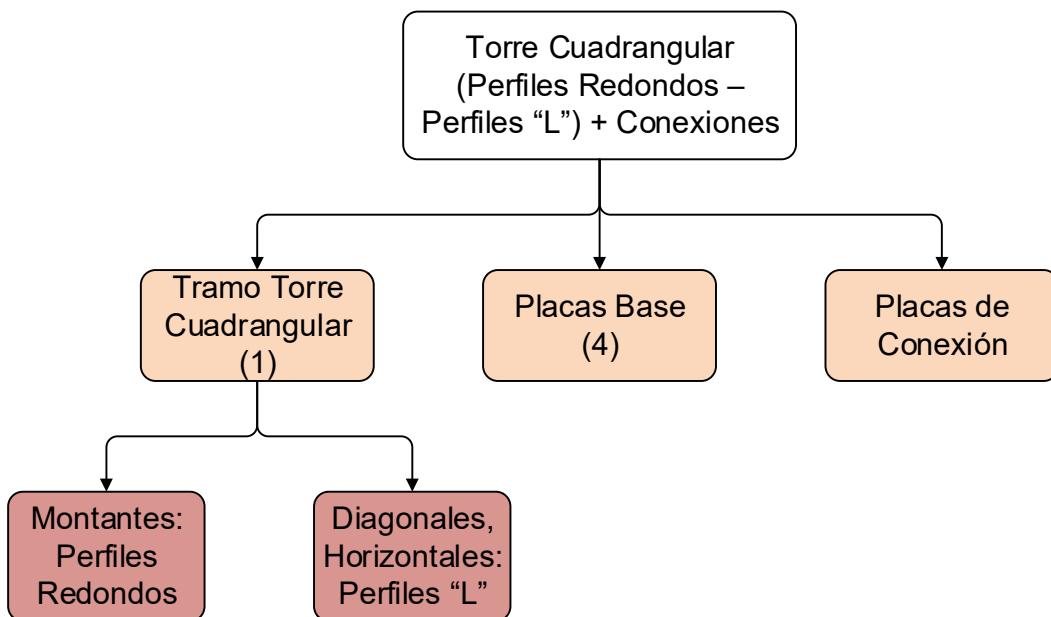 Torre Cuadrangular
(Perfiles Redondos –
Perfiles “L”) + Conexiones
Tramo Torre
Cuadrangular
(1)
Placas Base
(4)
Placas de
Conexión
Montantes:
Perfiles
Redondos
Diagonales,
Horizontales:
Perfiles “L”